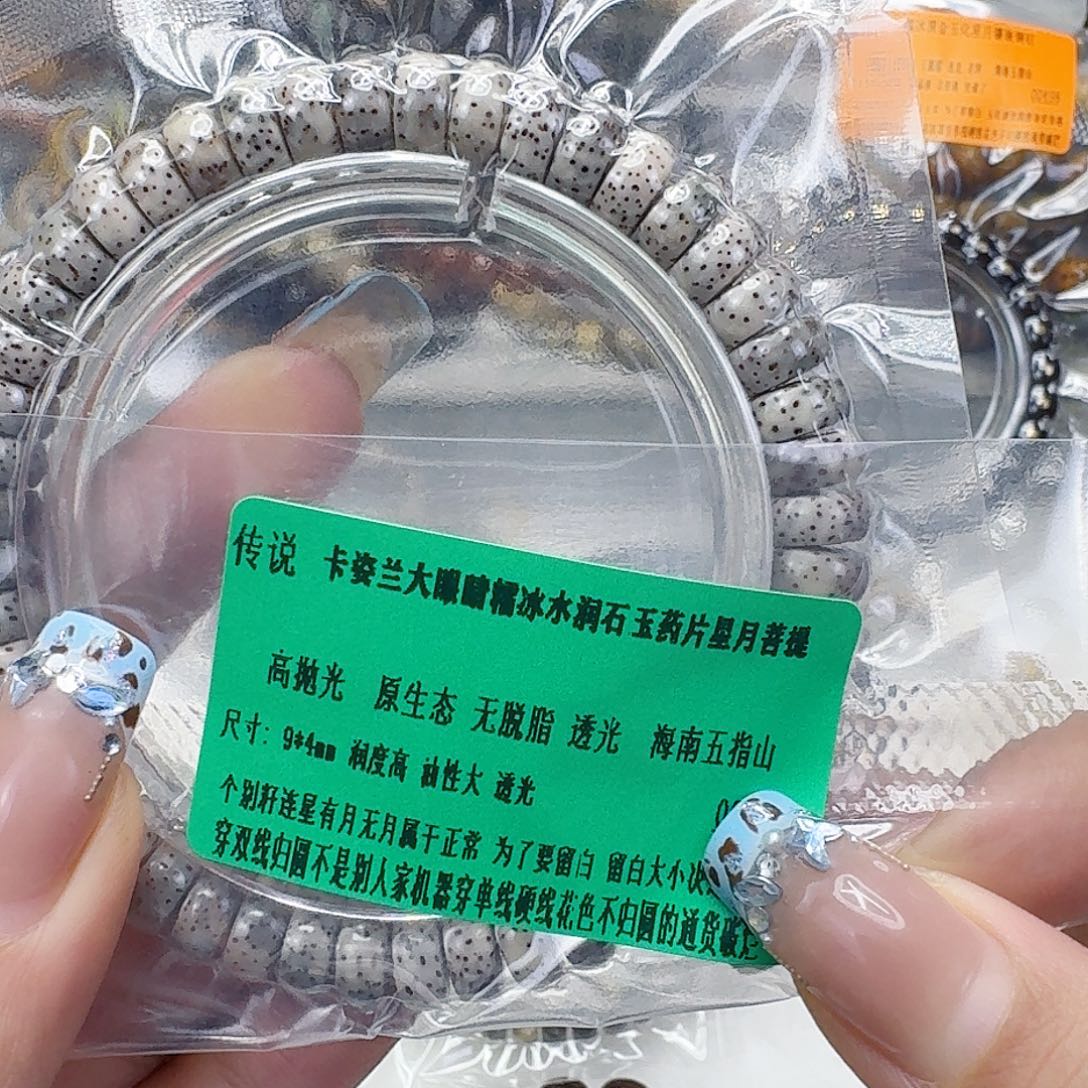 传说 卡姿兰大眼睛糯冰水润石玉药片星月菩提
高抛光 原生态 无脱脂 透光 海南五指山
尺寸：9*4mm 润度高 油性大 透光
个别籽连星有月无月属于正常 为了要留白 留白大小决
穿双线归圆不是别人家机器穿单线硬线花色不归圆的通货